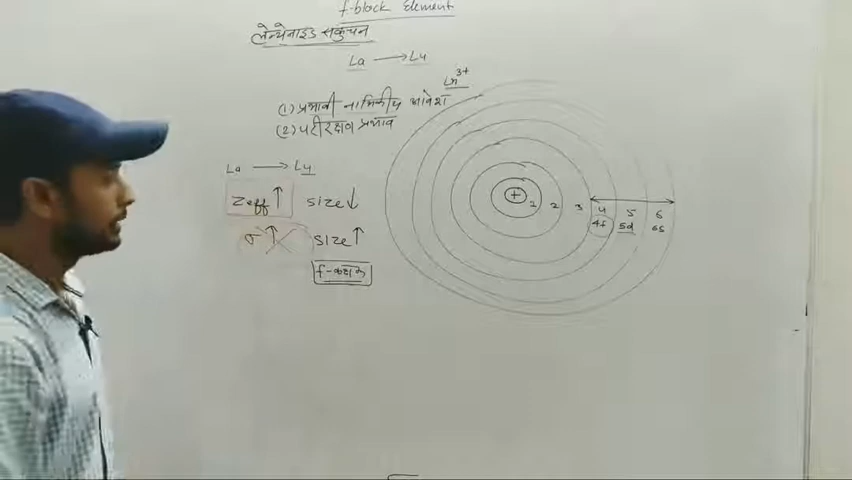 f-block Element
लेन्थेनाइड संकुचन
La → Lu
Ln³⁺
(1) प्रभावी नाभिकीय आवेश
(2) परीरक्षण प्रभाव
La → Lu
Zeff ↑ size ↓
σ ↑ size ↑
f-कक्षक
+ 1 2 3 4 5 6
4f 5d 6s